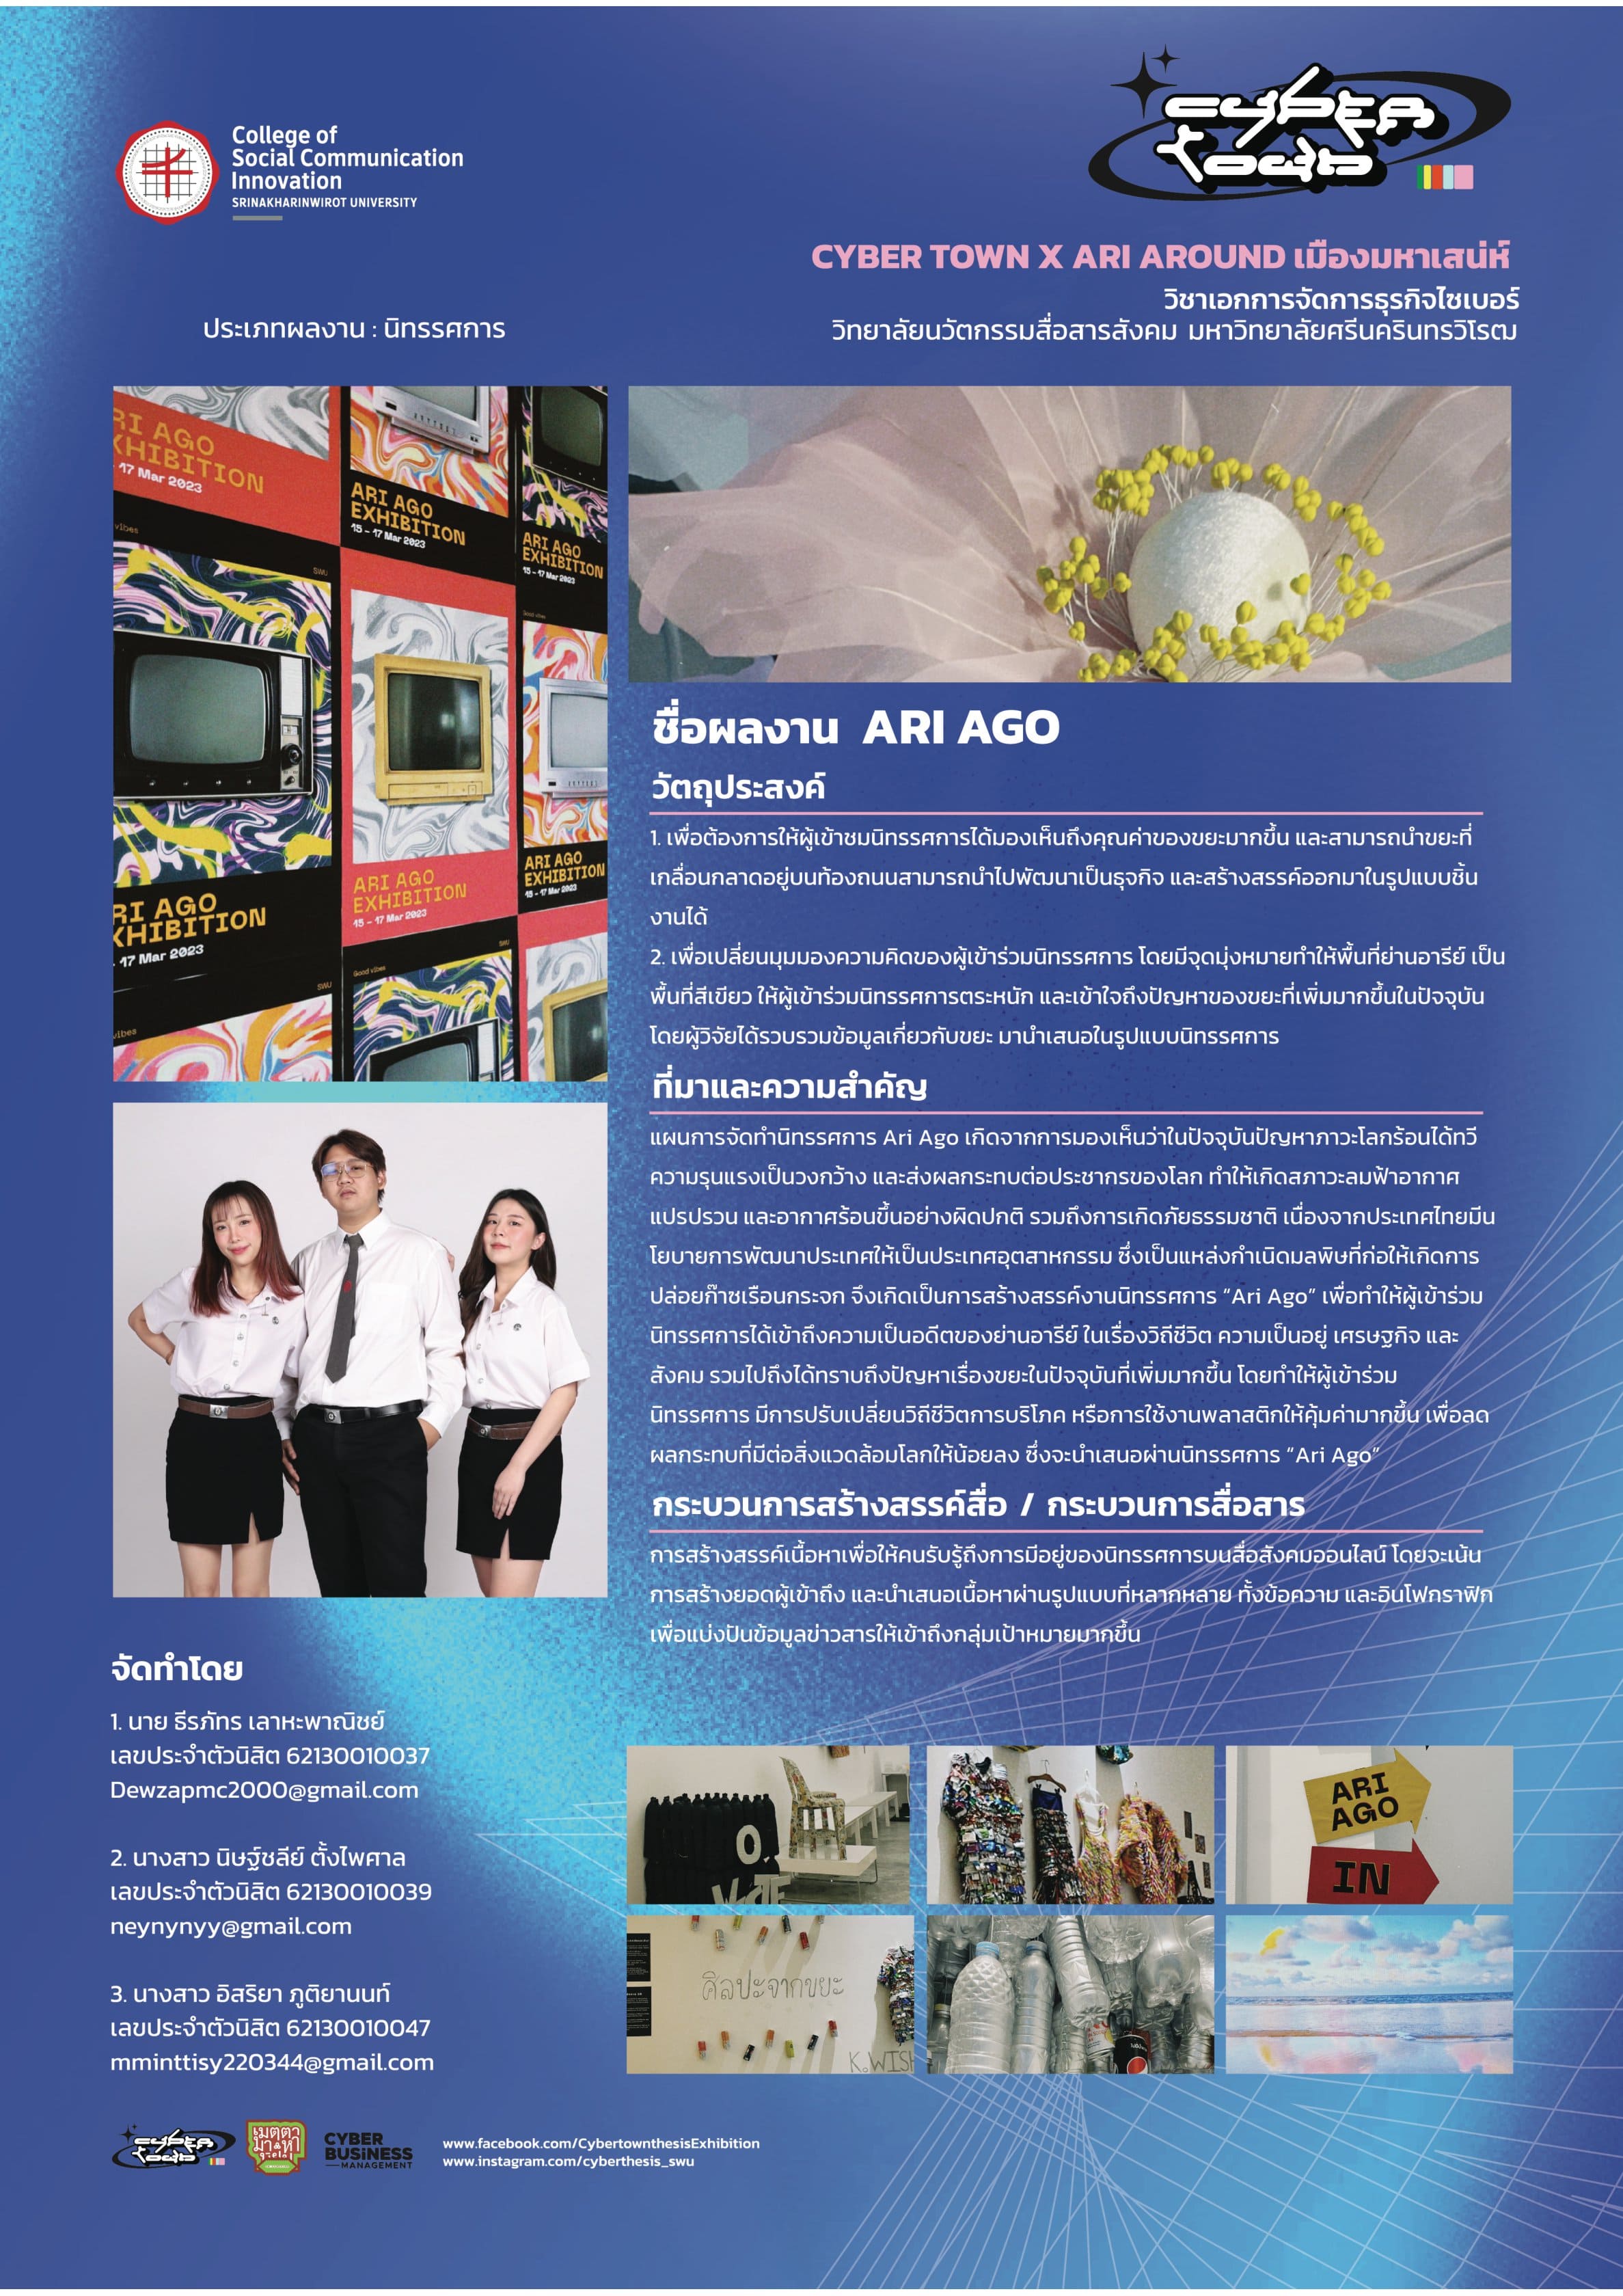 College of
Social Communication
Innovation
SRINAKHARINWIROT UNIVERSITY
CYBER
TOWN
CYBER TOWN X ARI AROUND เมืองมหาเสน่ห์
วิชาเอกการจัดการธุรกิจไซเบอร์
วิทยาลัยนวัตกรรมสื่อสารสังคม มหาวิทยาลัยศรีนครินทรวิโรฒ
ประเภทผลงาน : นิทรรศการ
RI AGO
XHIBITION
17 Mar 2023
ARI AGO
EXHIBITION
15 - 17 Mar 2023
ARI AGO
EXHIBITION
15 - 17 Mar 2023
vibes
SWU
Good vibes
RI AGO
XHIBITION
17 Mar 2023
ARI AGO
EXHIBITION
15 - 17 Mar 2023
ARI AGO
EXHIBITION
15 - 17 Mar 2023
SWU
Good vibes
SWU
vibes
ชื่อผลงาน ARI AGO
วัตถุประสงค์
1. เพื่อต้องการให้ผู้เข้าชมนิทรรศการได้มองเห็นถึงคุณค่าของขยะมากขึ้น และสามารถนำขยะที่
เกลื่อนกลาดอยู่บนท้องถนนสามารถนำไปพัฒนาเป็นธุจกิจ และสร้างสรรค์ออกมาในรูปแบบชิ้น
งานได้
2. เพื่อเปลี่ยนมุมมองความคิดของผู้เข้าร่วมนิทรรศการ โดยมีจุดมุ่งหมายทำให้พื้นที่ย่านอารีย์ เป็น
พื้นที่สีเขียว ให้ผู้เข้าร่วมนิทรรศการตระหนัก และเข้าใจถึงปัญหาของขยะที่เพิ่มมากขึ้นในปัจจุบัน
โดยผู้วิจัยได้รวบรวมข้อมูลเกี่ยวกับขยะ มานำเสนอในรูปแบบนิทรรศการ
ที่มาและความสำคัญ
แผนการจัดทำนิทรรศการ Ari Ago เกิดจากการมองเห็นว่าในปัจจุบันปัญหาภาวะโลกร้อนได้ทวี
ความรุนแรงเป็นวงกว้าง และส่งผลกระทบต่อประชากรของโลก ทำให้เกิดสภาวะลมฟ้าอากาศ
แปรปรวน และอากาศร้อนขึ้นอย่างผิดปกติ รวมถึงการเกิดภัยธรรมชาติ เนื่องจากประเทศไทยมีน
โยบายการพัฒนาประเทศให้เป็นประเทศอุตสาหกรรม ซึ่งเป็นแหล่งกำเนิดมลพิษที่ก่อให้เกิดการ
ปล่อยก๊าซเรือนกระจก จึงเกิดเป็นการสร้างสรรค์งานนิทรรศการ “Ari Ago” เพื่อทำให้ผู้เข้าร่วม
นิทรรศการได้เข้าถึงความเป็นอดีตของย่านอารีย์ ในเรื่องวิถีชีวิต ความเป็นอยู่ เศรษฐกิจ และ
สังคม รวมไปถึงได้ทราบถึงปัญหาเรื่องขยะในปัจจุบันที่เพิ่มมากขึ้น โดยทำให้ผู้เข้าร่วม
นิทรรศการ มีการปรับเปลี่ยนวิถีชีวิตการบริโภค หรือการใช้งานพลาสติกให้คุ้มค่ามากขึ้น เพื่อลด
ผลกระทบที่มีต่อสิ่งแวดล้อมโลกให้น้อยลง ซึ่งจะนำเสนอผ่านนิทรรศการ “Ari Ago”
กระบวนการสร้างสรรค์สื่อ / กระบวนการสื่อสาร
การสร้างสรรค์เนื้อหาเพื่อให้คนรับรู้ถึงการมีอยู่ของนิทรรศการบนสื่อสังคมออนไลน์ โดยจะเน้น
การสร้างยอดผู้เข้าถึง และนำเสนอเนื้อหาผ่านรูปแบบที่หลากหลาย ทั้งข้อความ และอินโฟกราฟิก
เพื่อแบ่งปันข้อมูลข่าวสารให้เข้าถึงกลุ่มเป้าหมายมากขึ้น
จัดทำโดย
1. นาย ธีรภัทร เลาหะพาณิชย์
เลขประจำตัวนิสิต 62130010037
Dewzapmc2000@gmail.com
2. นางสาว นิษฐ์ชลีย์ ตั้งไพศาล
เลขประจำตัวนิสิต 62130010039
neynynyy@gmail.com
3. นางสาว อิสริยา ภูติยานนท์
เลขประจำตัวนิสิต 62130010047
mminttisy220344@gmail.com
ARI
AGO
IN
ศิลปะจากขยะ
K.WISH
CYBER
TOWN
CYBER
BUSINESS
MANAGEMENT
www.facebook.com/CybertownthesisExhibition
www.instagram.com/cyberthesis_swu